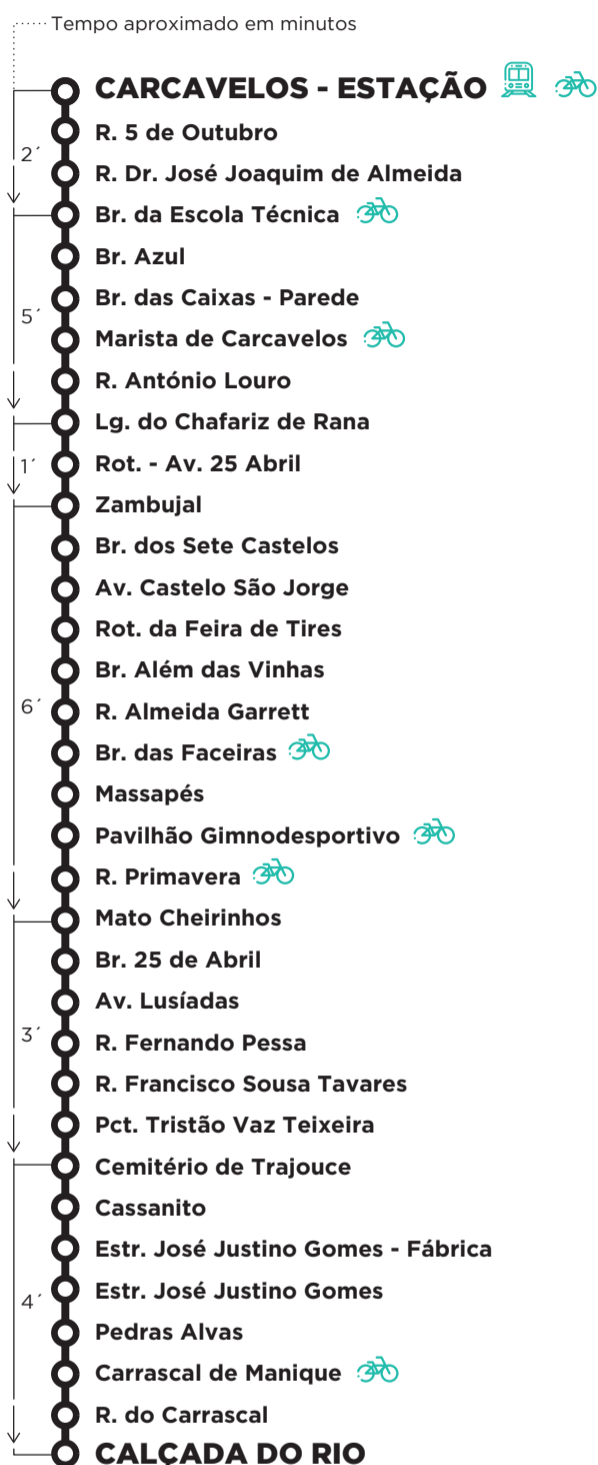 Tempo aproximado em minutos
CARCAVELOS - ESTAÇÃO
R. 5 de Outubro
2´
R. Dr. José Joaquim de Almeida
Br. da Escola Técnica
Br. Azul
Br. das Caixas - Parede
5´
Marista de Carcavelos
R. António Louro
Lg. do Chafariz de Rana
1´
Rot. - Av. 25 Abril
Zambujal
Br. dos Sete Castelos
Av. Castelo São Jorge
Rot. da Feira de Tires
Br. Além das Vinhas
6´
R. Almeida Garrett
Br. das Faceiras
Massapés
Pavilhão Gimnodesportivo
R. Primavera
Mato Cheirinhos
Br. 25 de Abril
Av. Lusíadas
3´
R. Fernando Pessa
R. Francisco Sousa Tavares
Pct. Tristão Vaz Teixeira
Cemitério de Trajouce
Cassanito
Estr. José Justino Gomes - Fábrica
Estr. José Justino Gomes
4´
Pedras Alvas
Carrascal de Manique
R. do Carrascal
CALÇADA DO RIO